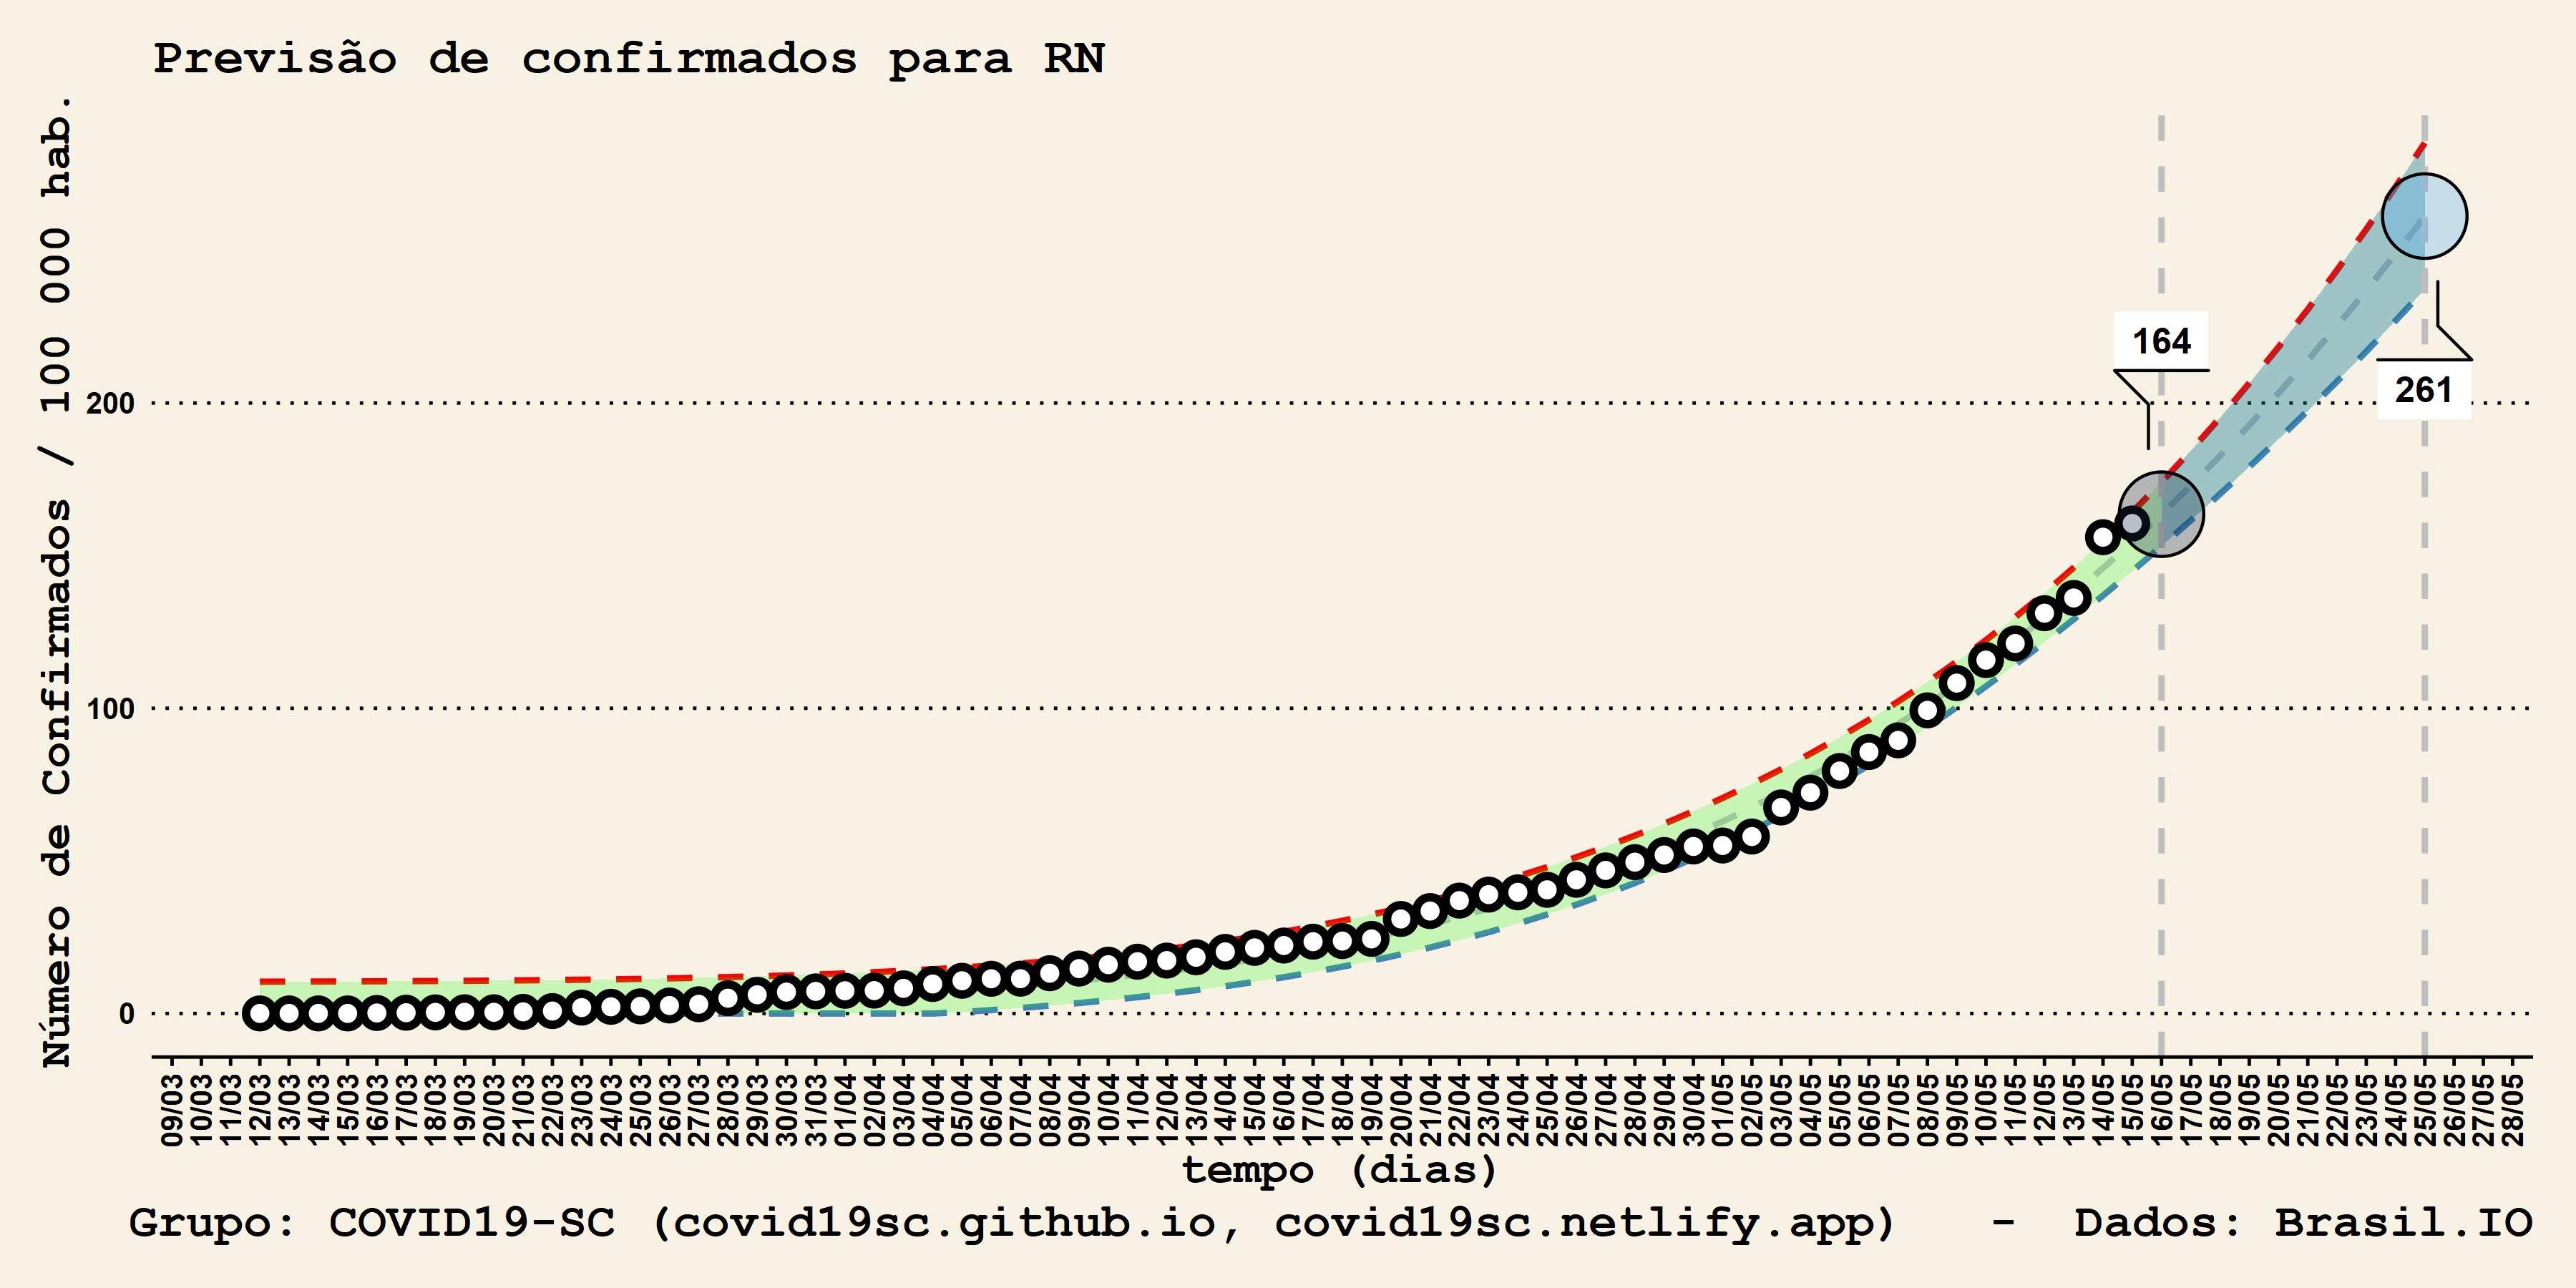 Previsão de confirmados para RN
Número de Confirmados / 100 000 hab.
200
100
0
164
261
09/03 10/03 11/03 12/03 13/03 14/03 15/03 16/03 17/03 18/03 19/03 20/03 21/03 22/03 23/03 24/03 25/03 26/03 27/03 28/03 29/03 30/03 31/03 01/04 02/04 03/04 04/04 05/04 06/04 07/04 08/04 09/04 10/04 11/04 12/04 13/04 14/04 15/04 16/04 17/04 18/04 19/04 20/04 21/04 22/04 23/04 24/04 25/04 26/04 27/04 28/04 29/04 30/04 01/05 02/05 03/05 04/05 05/05 06/05 07/05 08/05 09/05 10/05 11/05 12/05 13/05 14/05 15/05 16/05 17/05 18/05 19/05 20/05 21/05 22/05 23/05 24/05 25/05 26/05 27/05 28/05
tempo (dias)
Grupo: COVID19-SC (covid19sc.github.io, covid19sc.netlify.app) - Dados: Brasil.IO